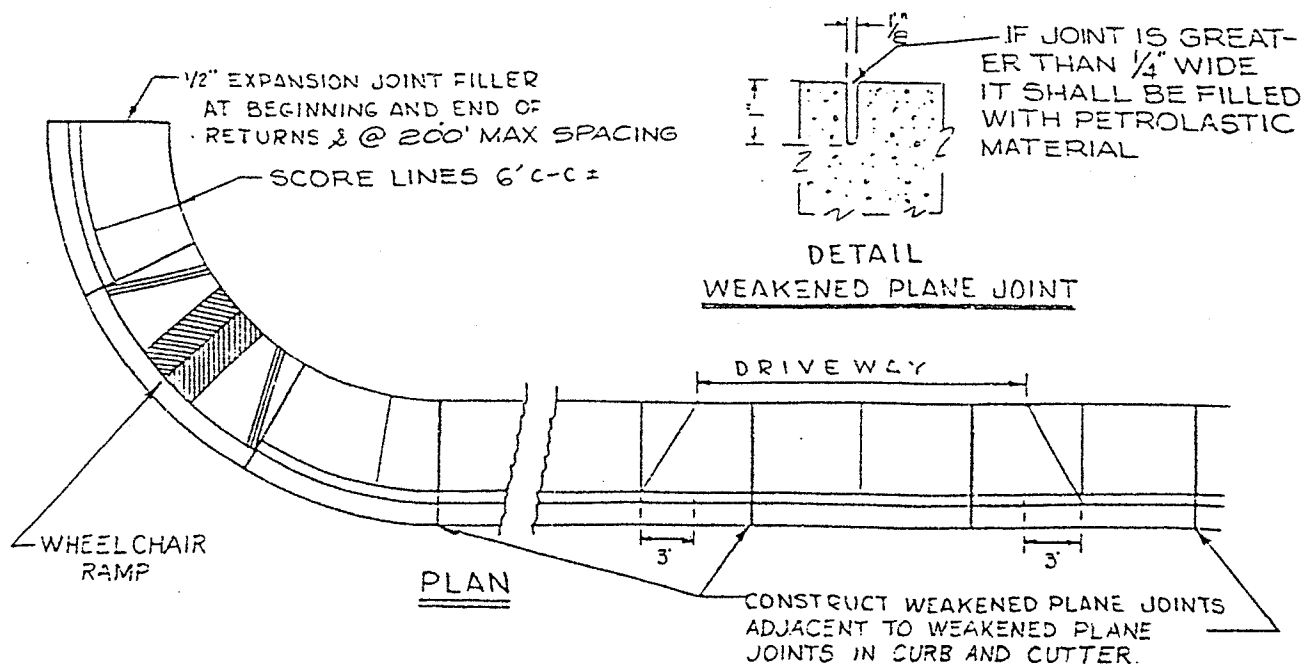 1/2" EXPANSION JOINT FILLER
AT BEGINNING AND END OF
RETURNS & @ 200' MAX SPACING
SCORE LINES 6' C-C ±
1/8"
IF JOINT IS GREAT-
ER THAN 1/4" WIDE
IT SHALL BE FILLED
WITH PETROLASTIC
MATERIAL
1"
DETAIL
WEAKENED PLANE JOINT
DRIVEWAY
WHEEL CHAIR
RAMP
PLAN
3'
3'
CONSTRUCT WEAKENED PLANE JOINTS
ADJACENT TO WEAKENED PLANE
JOINTS IN CURB AND CUTTER.